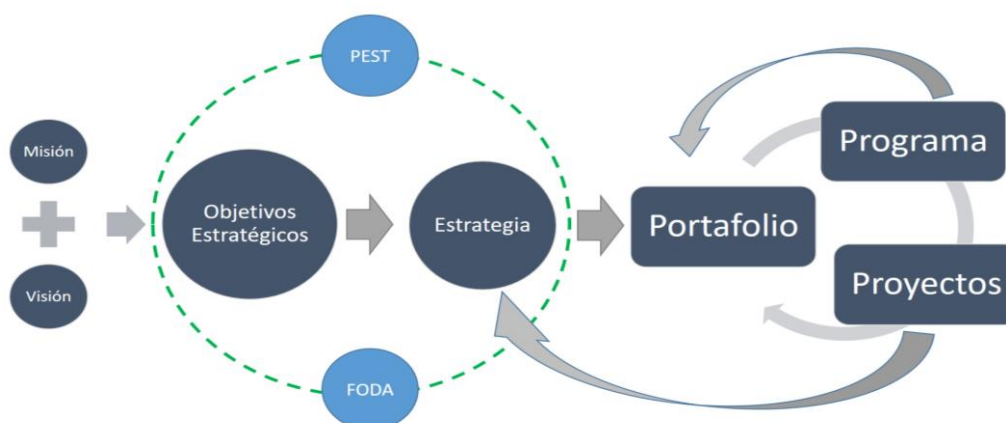 PEST
Misión
Visión
Objetivos
Estratégicos
Estrategia
FODA
Portafolio
Programa
Proyectos